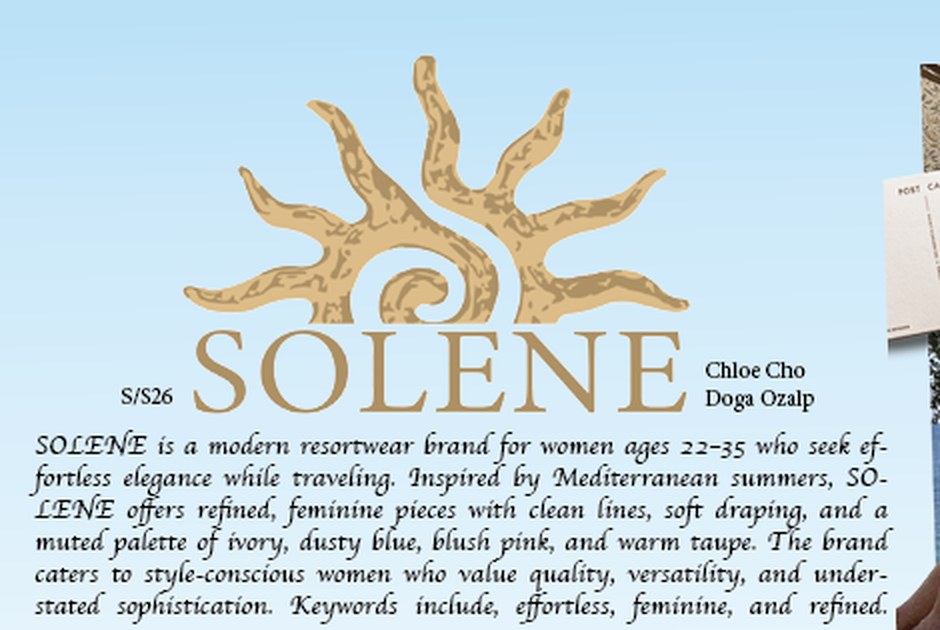 SOLENE
S/S26
Chloe Cho
Doga Ozalp
SOLENE is a modern resortwear brand for women ages 22–35 who seek ef-
fortless elegance while traveling. Inspired by Mediterranean summers, SO-
LENE offers refined, feminine pieces with clean lines, soft draping, and a
muted palette of ivory, dusty blue, blush pink, and warm taupe. The brand
caters to style-conscious women who value quality, versatility, and under-
stated sophistication. Keywords include, effortless, feminine, and refined.
POST CA